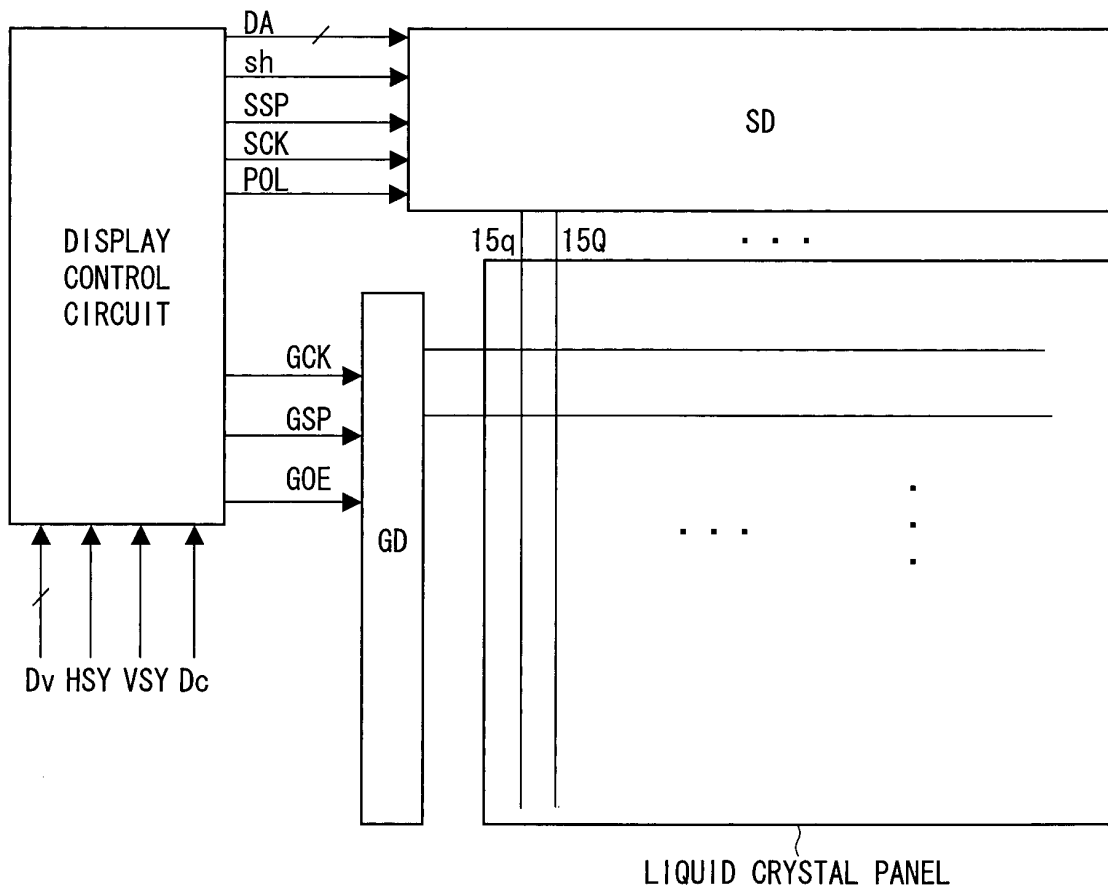 DA
sh
SSP
SCK
POL
SD
DISPLAY
CONTROL
CIRCUIT
15q
15Q
GCK
GSP
GOE
GD
Dv HSY VSY Dc
LIQUID CRYSTAL PANEL